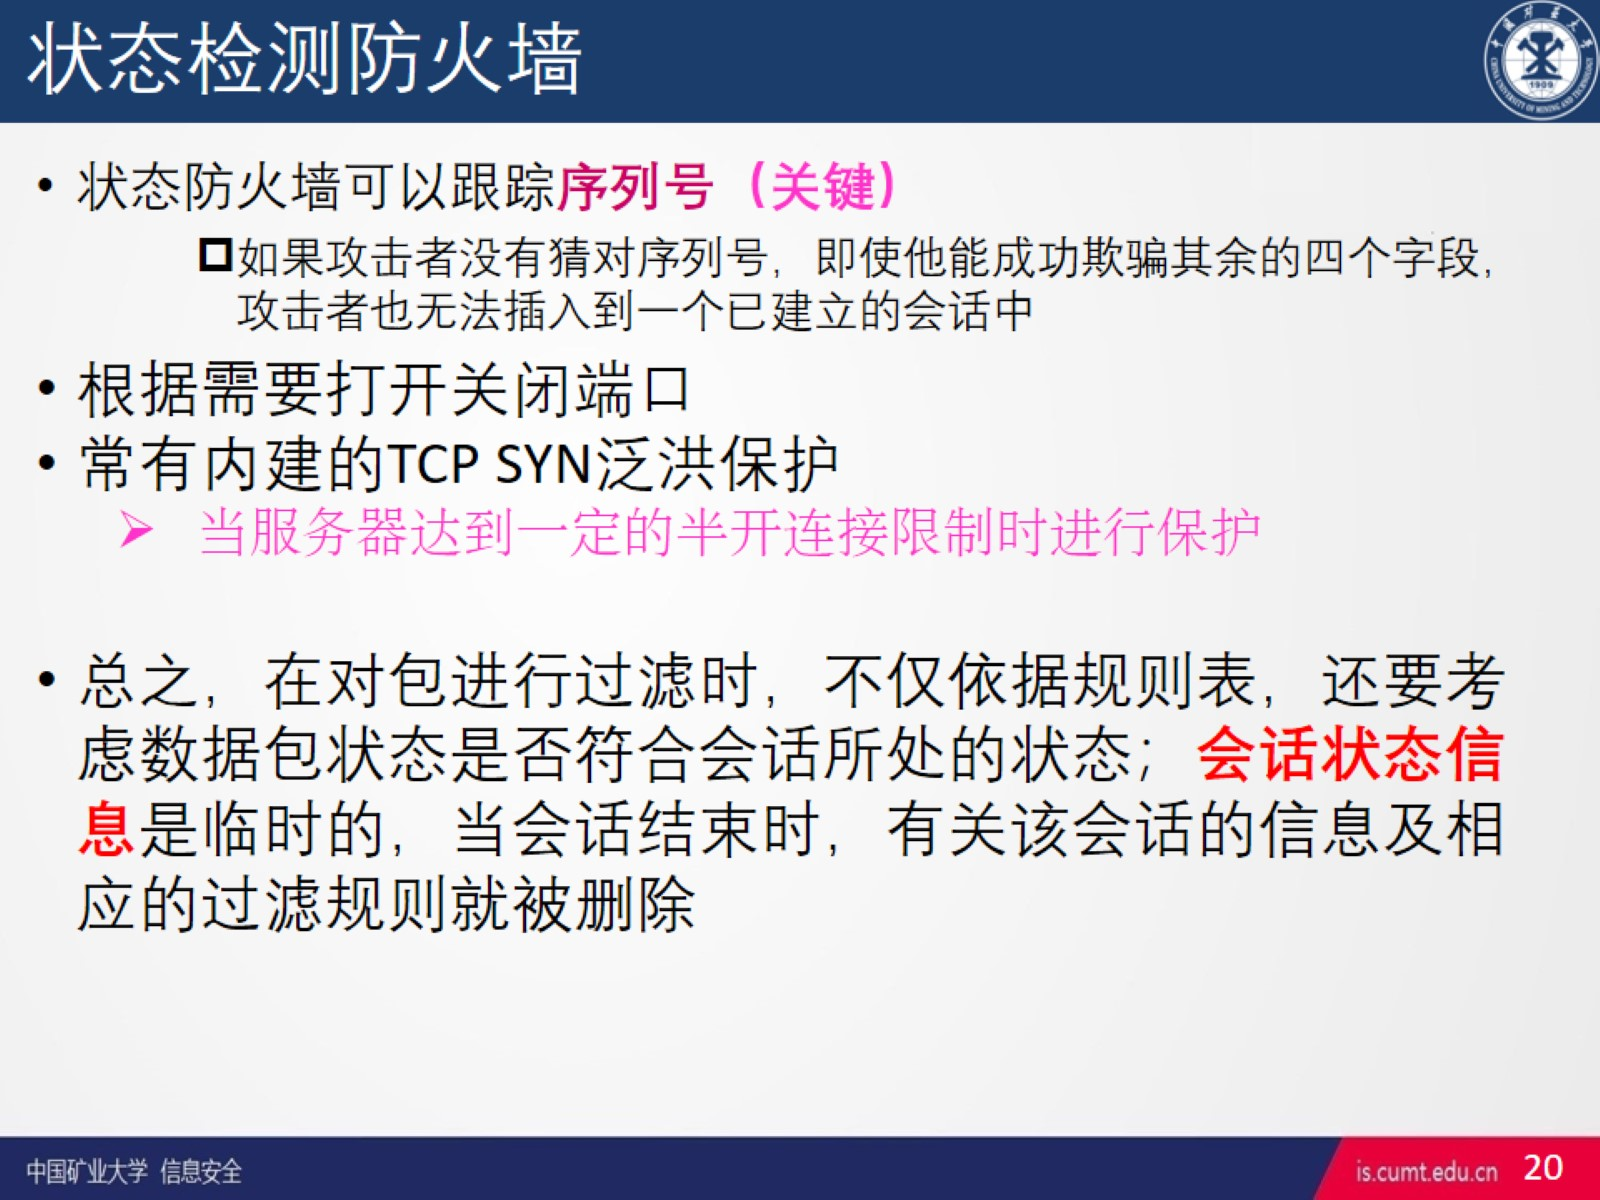 状态检测防火墙
• 状态防火墙可以跟踪序列号（关键）
如果攻击者没有猜对序列号，即使他能成功欺骗其余的四个字段，
攻击者也无法插入到一个已建立的会话中
• 根据需要打开关闭端口
• 常有内建的TCP SYN泛洪保护
➢ 当服务器达到一定的半开连接限制时进行保护
• 总之，在对包进行过滤时，不仅依据规则表，还要考
虑数据包状态是否符合会话所处的状态；会话状态信
息是临时的，当会话结束时，有关该会话的信息及相
应的过滤规则就被删除
中国矿业大学 信息安全
is.cumt.edu.cn 20
1909
CHINA UNIVERSITY OF MINING AND TECHNOLOGY